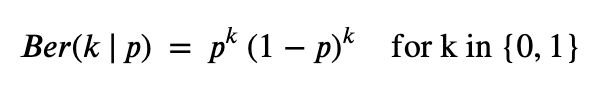 Ber(k | p) = p^k (1 − p)^k for k in {0, 1}